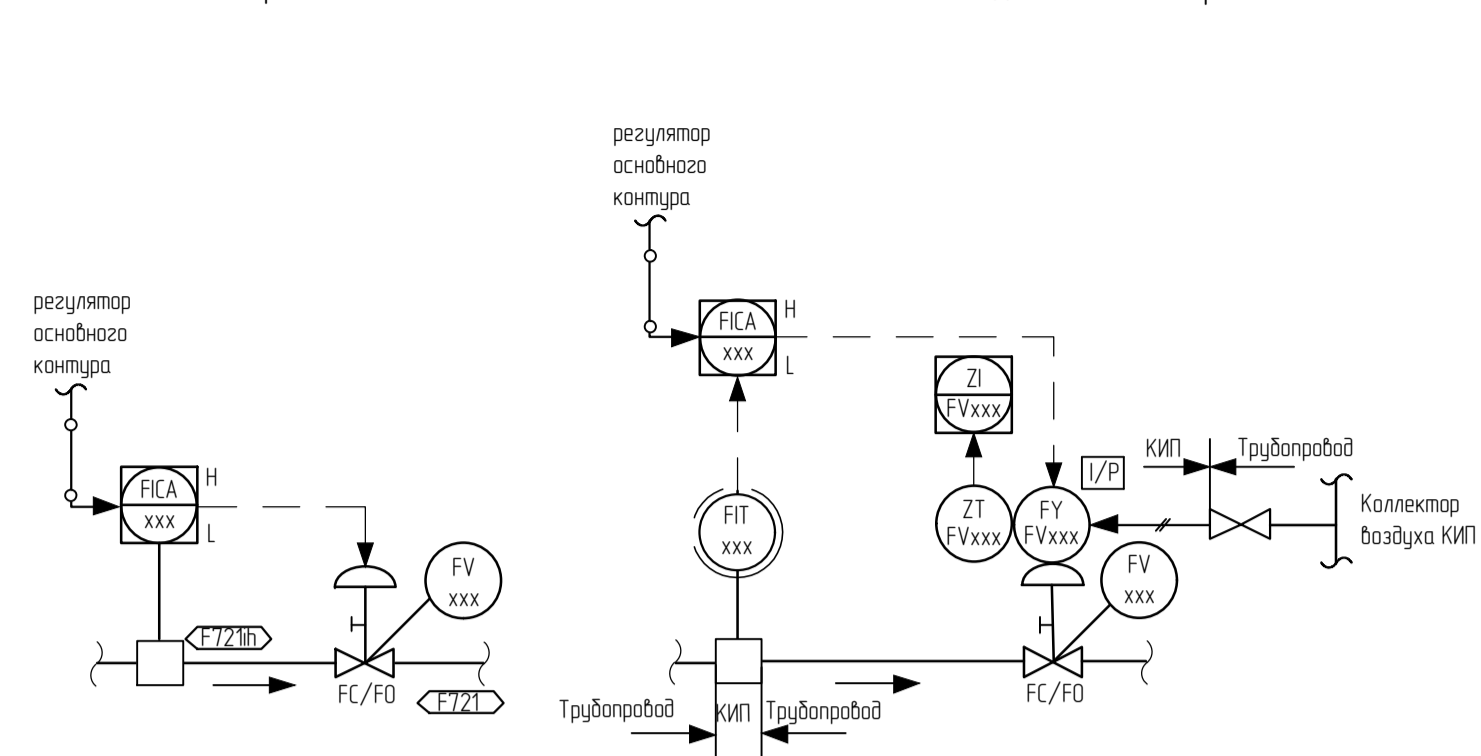 регулятор
основного
контура
FICA
xxx
H
L
FV
xxx
F721ih
FC/FO
F721
регулятор
основного
контура
FICA
xxx
H
L
ZI
FVxxx
FIT
xxx
ZT
FVxxx
FY
FVxxx
I/P
КИП
Трубопровод
Коллектор
воздуха КИП
FV
xxx
FC/FO
Трубопровод
КИП
Трубопровод